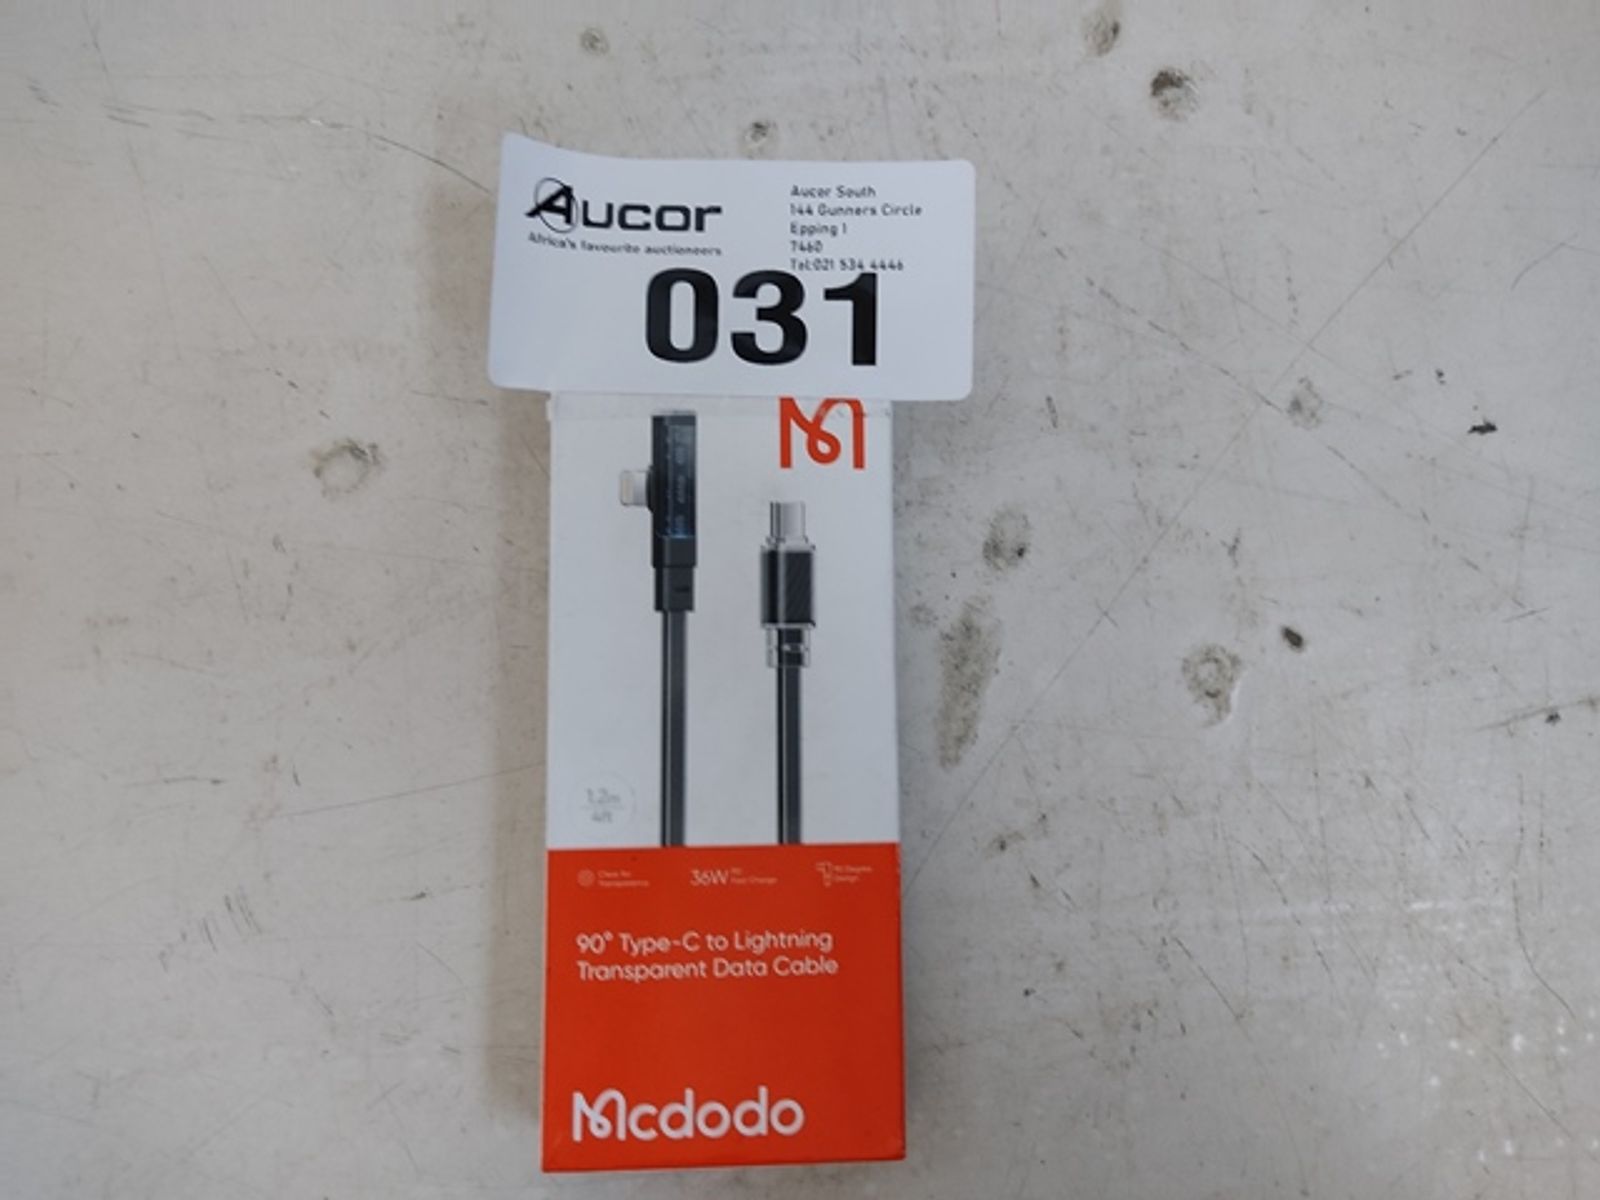 Aucor
Africa's favourite auctioneers
Aucor South
144 Gunners Circle
Epping 1
7460
Tel:021 534 4446
031
1.2m
4ft
36W
90° Type-C to Lightning
Transparent Data Cable
Mcdodo